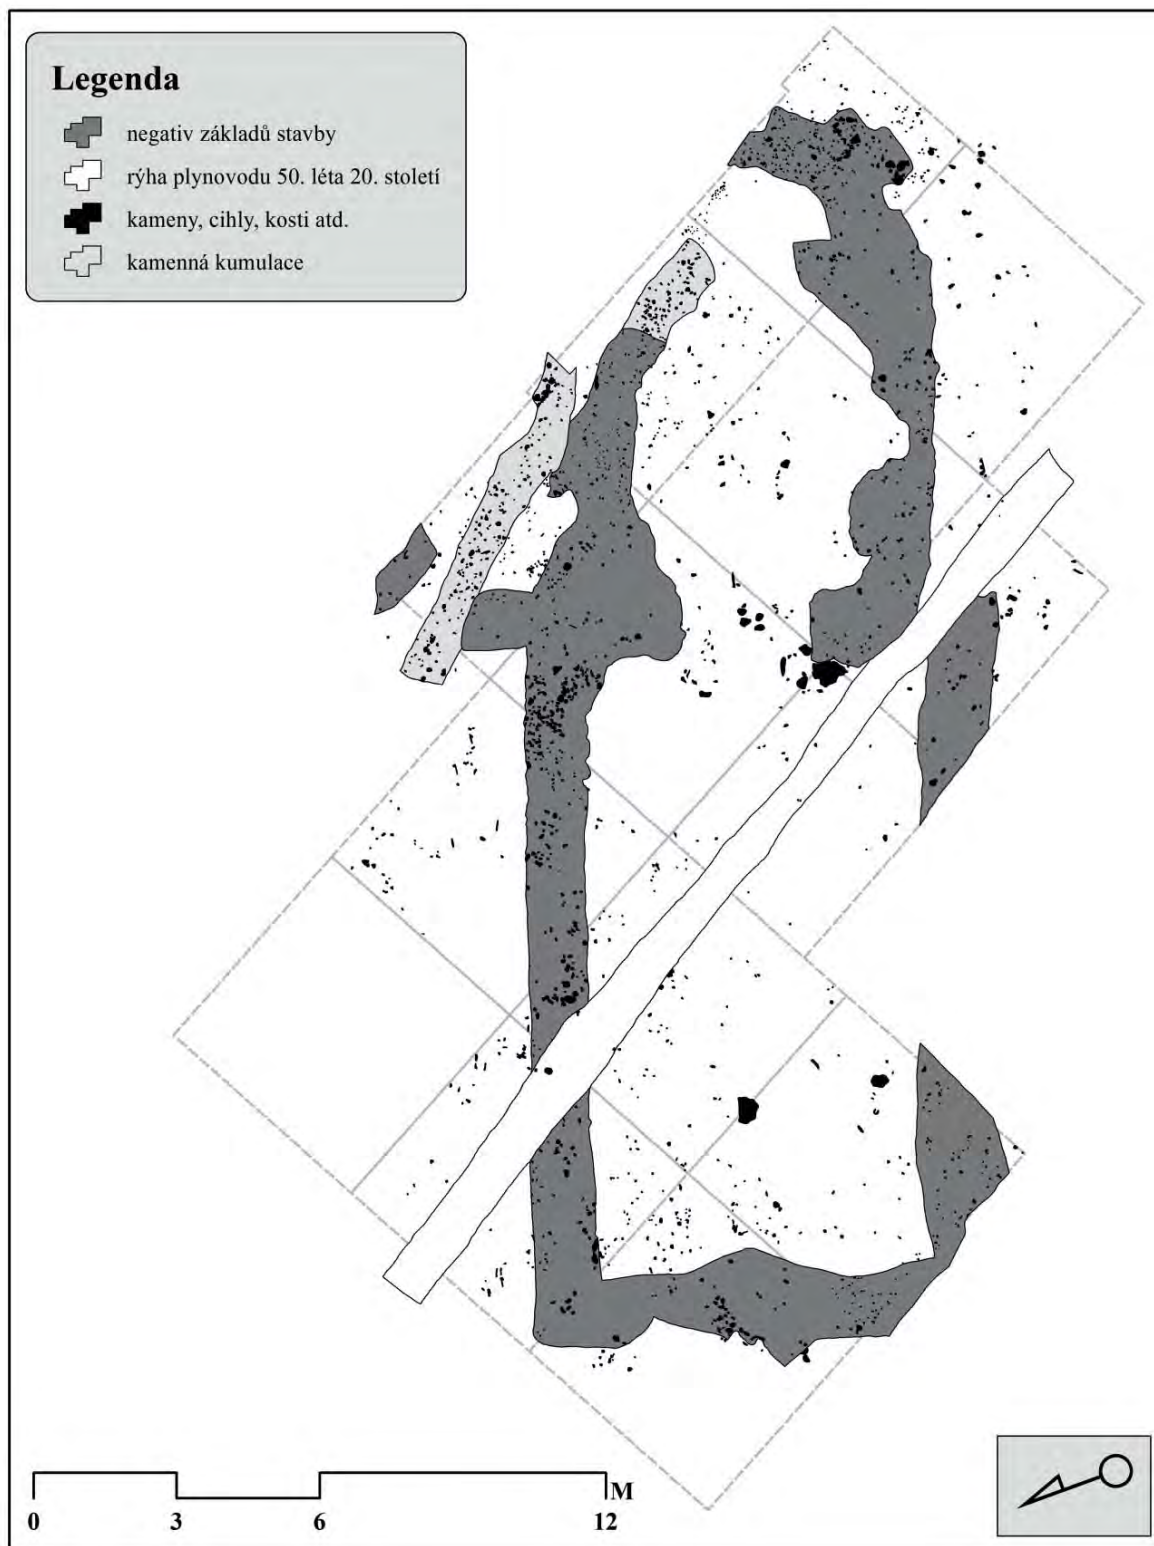 Legenda
negativ základů stavby
rýha plynovodu 50. léta 20. století
kameny, cihly, kosti atd.
kamenná kumulace
M
0 3 6 12